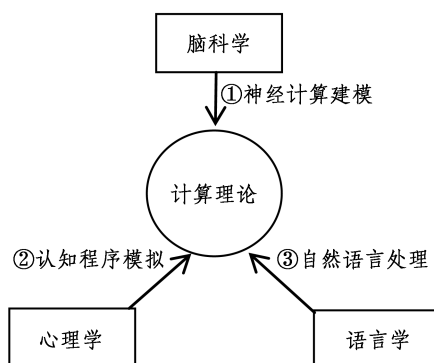 脑科学
①神经计算建模
计算理论
②认知程序模拟
③自然语言处理
心理学
语言学